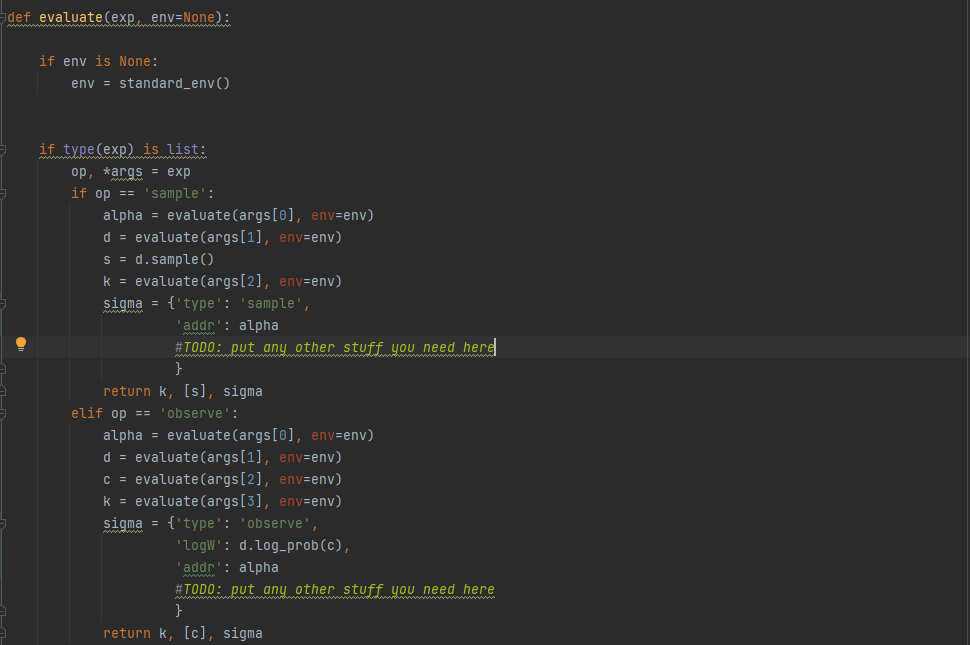 def evaluate(exp, env=None):
    if env is None:
        env = standard_env()
    if type(exp) is list:
        op, *args = exp
        if op == 'sample':
            alpha = evaluate(args[0], env=env)
            d = evaluate(args[1], env=env)
            s = d.sample()
            k = evaluate(args[2], env=env)
            sigma = {'type': 'sample',
                     'addr': alpha
                     #TODO: put any other stuff you need here
                     }
            return k, [s], sigma
        elif op == 'observe':
            alpha = evaluate(args[0], env=env)
            d = evaluate(args[1], env=env)
            c = evaluate(args[2], env=env)
            k = evaluate(args[3], env=env)
            sigma = {'type': 'observe',
                     'logW': d.log_prob(c),
                     'addr': alpha
                     #TODO: put any other stuff you need here
                     }
            return k, [c], sigma